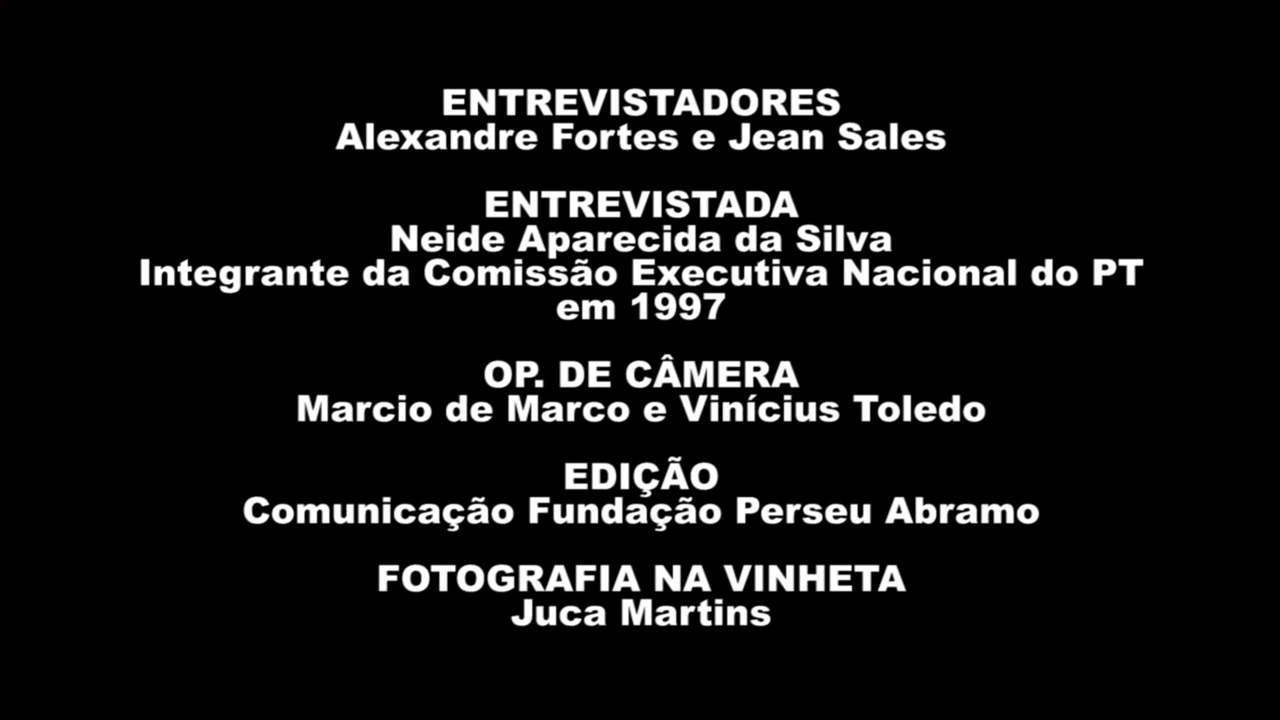 ENTREVISTADORES
Alexandre Fortes e Jean Sales
ENTREVISTADA
Neide Aparecida da Silva
Integrante da Comissão Executiva Nacional do PT
em 1997
OP. DE CÂMERA
Marcio de Marco e Vinícius Toledo
EDIÇÃO
Comunicação Fundação Perseu Abramo
FOTOGRAFIA NA VINHETA
Juca Martins